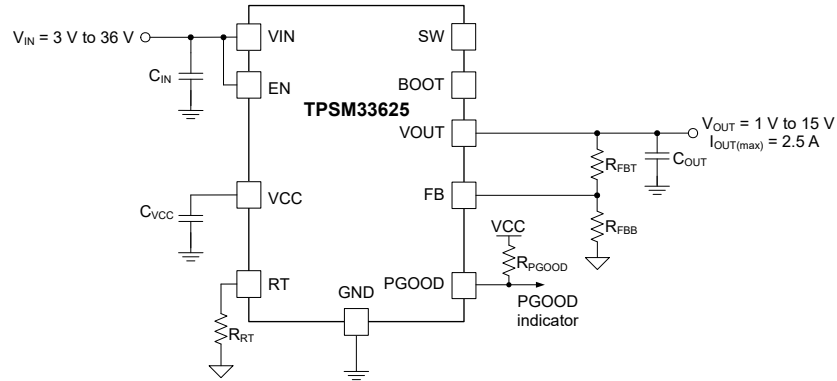 V_IN = 3 V to 36 V
VIN
SW
C_IN
EN
BOOT
TPSM33625
VOUT
V_OUT = 1 V to 15 V
I_OUT(max) = 2.5 A
R_FBT
C_OUT
C_VCC
VCC
FB
R_FBB
VCC
R_PGOOD
RT
GND
PGOOD
PGOOD
indicator
R_RT